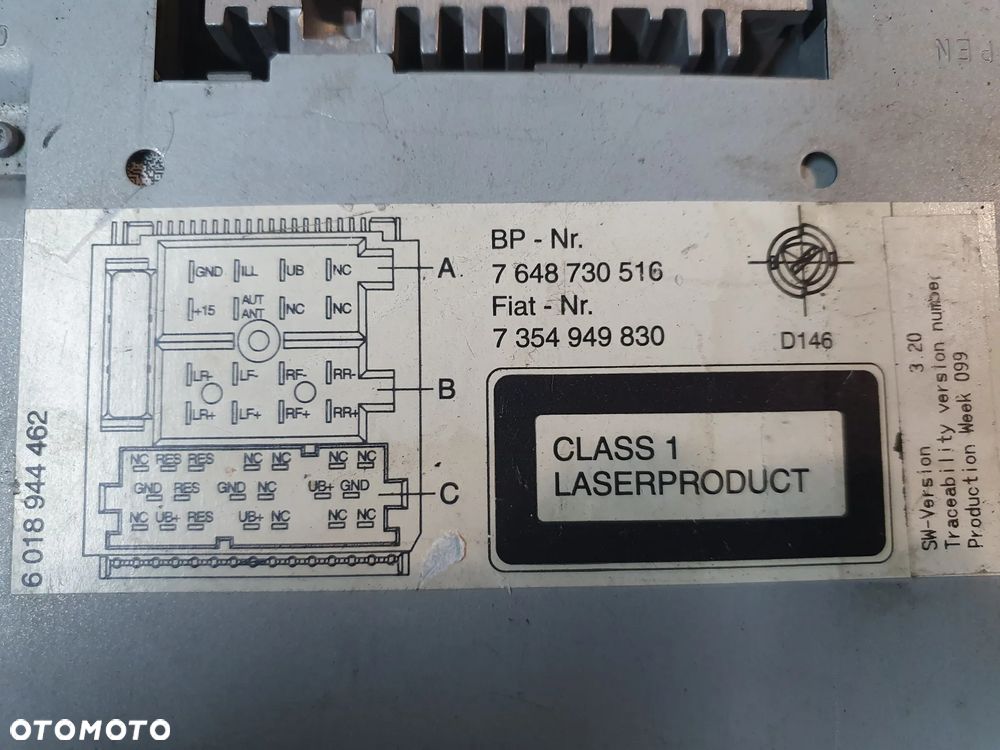 PEN
GND ILL UB NC
A
+15 AUT ANT NC NC
LR- LF- RF- RR-
B
LR+ LF+ RF+ RR+
NC RES RES NC NC NC NC
GND RES GND NC UB+ GND
C
NC UB+ RES UB+ NC NC NC
6 018 944 462
BP - Nr.
7 648 730 516
Fiat - Nr.
7 354 949 830
D146
CLASS 1
LASERPRODUCT
SW-Version 3.20
Traceability version number
Production Week 099
OTOMOTO